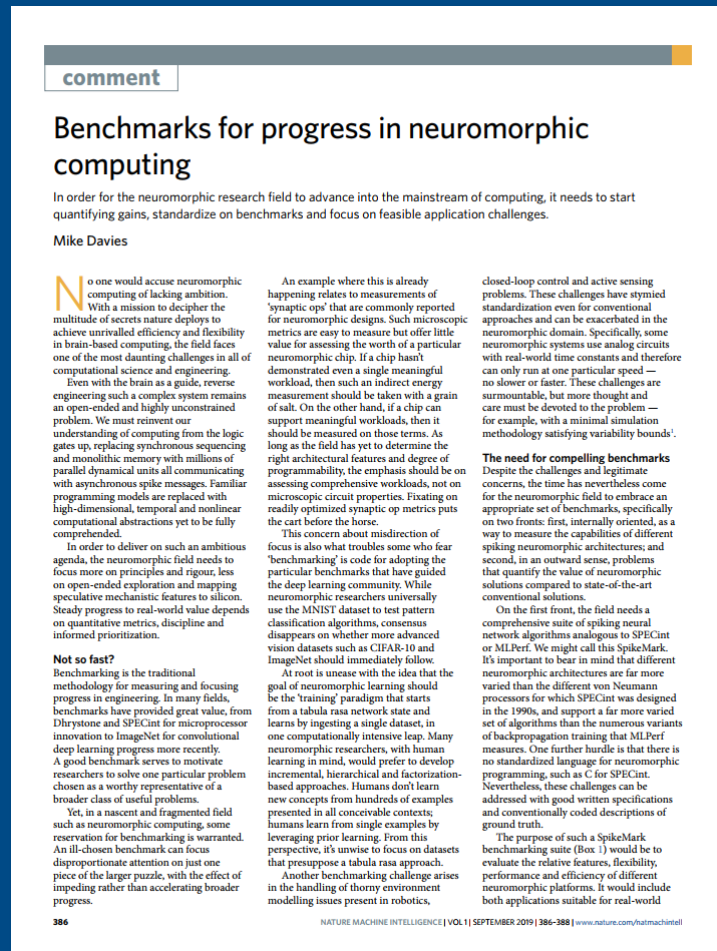 comment
Benchmarks for progress in neuromorphic
computing
In order for the neuromorphic research field to advance into the mainstream of computing, it needs to start
quantifying gains, standardize on benchmarks and focus on feasible application challenges.
Mike Davies
No one would accuse neuromorphic
computing of lacking ambition.
With a mission to decipher the
multitude of secrets nature deploys to
achieve unrivalled efficiency and flexibility
in brain-based computing, the field faces
one of the most daunting challenges in all of
computational science and engineering.
Even with the brain as a guide, reverse
engineering such a complex system remains
an open-ended and highly unconstrained
problem. We must reinvent our
understanding of computing from the logic
gates up, replacing synchronous sequencing
and monolithic memory with millions of
parallel dynamical units all communicating
with asynchronous spike messages. Familiar
programming models are replaced with
high-dimensional, temporal and nonlinear
computational abstractions yet to be fully
comprehended.
In order to deliver on such an ambitious
agenda, the neuromorphic field needs to
focus more on principles and rigour, less
on open-ended exploration and mapping
speculative mechanistic features to silicon.
Steady progress to real-world value depends
on quantitative metrics, discipline and
informed prioritization.
Not so fast?
Benchmarking is the traditional
methodology for measuring and focusing
progress in engineering. In many fields,
benchmarks have provided great value, from
Dhrystone and SPECint for microprocessor
innovation to ImageNet for convolutional
deep learning progress more recently.
A good benchmark serves to motivate
researchers to solve one particular problem
chosen as a worthy representative of a
broader class of useful problems.
Yet, in a nascent and fragmented field
such as neuromorphic computing, some
reservation for benchmarking is warranted.
An ill-chosen benchmark can focus
disproportionate attention on just one
piece of the larger puzzle, with the effect of
impeding rather than accelerating broader
progress.
An example where this is already
happening relates to measurements of
'synaptic ops' that are commonly reported
for neuromorphic designs. Such microscopic
metrics are easy to measure but offer little
value for assessing the worth of a particular
neuromorphic chip. If a chip hasn't
demonstrated even a single meaningful
workload, then such an indirect energy
measurement should be taken with a grain
of salt. On the other hand, if a chip can
support meaningful workloads, then it
should be measured on those terms. As
long as the field has yet to determine the
right architectural features and degree of
programmability, the emphasis should be on
assessing comprehensive workloads, not on
microscopic circuit properties. Fixating on
readily optimized synaptic op metrics puts
the cart before the horse.
This concern about misdirection of
focus is also what troubles some who fear
'benchmarking' is code for adopting the
particular benchmarks that have guided
the deep learning community. While
neuromorphic researchers universally
use the MNIST dataset to test pattern
classification algorithms, consensus
disappears on whether more advanced
vision datasets such as CIFAR-10 and
ImageNet should immediately follow.
At root is unease with the idea that the
goal of neuromorphic learning should
be the 'training' paradigm that starts
from a tabula rasa network state and
learns by ingesting a single dataset, in
one computationally intensive leap. Many
neuromorphic researchers, with human
learning in mind, would prefer to develop
incremental, hierarchical and factorization-
based approaches. Humans don't learn
new concepts from hundreds of examples
presented in all conceivable contexts;
humans learn from single examples by
leveraging prior learning. From this
perspective, it's unwise to focus on datasets
that presuppose a tabula rasa approach.
Another benchmarking challenge arises
in the handling of thorny environment
modelling issues present in robotics,
closed-loop control and active sensing
problems. These challenges have stymied
standardization even for conventional
approaches and can be exacerbated in the
neuromorphic domain. Specifically, some
neuromorphic systems use analog circuits
with real-world time constants and therefore
can only run at one particular speed —
no slower or faster. These challenges are
surmountable, but more thought and
care must be devoted to the problem —
for example, with a minimal simulation
methodology satisfying variability bounds¹.
The need for compelling benchmarks
Despite the challenges and legitimate
concerns, the time has nevertheless come
for the neuromorphic field to embrace an
appropriate set of benchmarks, specifically
on two fronts: first, internally oriented, as a
way to measure the capabilities of different
spiking neuromorphic architectures; and
second, in an outward sense, problems
that quantify the value of neuromorphic
solutions compared to state-of-the-art
conventional solutions.
On the first front, the field needs a
comprehensive suite of spiking neural
network algorithms analogous to SPECint
or MLPerf. We might call this SpikeMark.
It's important to bear in mind that different
neuromorphic architectures are far more
varied than the different von Neumann
processors for which SPECint was designed
in the 1990s, and support a far more varied
set of algorithms than the numerous variants
of backpropagation training that MLPerf
measures. One further hurdle is that there is
no standardized language for neuromorphic
programming, such as C for SPECint.
Nevertheless, these challenges can be
addressed with good written specifications
and conventionally coded descriptions of
ground truth.
The purpose of such a SpikeMark
benchmarking suite (Box 1) would be to
evaluate the relative features, flexibility,
performance and efficiency of different
neuromorphic platforms. It would include
both applications suitable for real-world
386
NATURE MACHINE INTELLIGENCE | VOL 1 | SEPTEMBER 2019 | 386–388 | www.nature.com/natmachintell